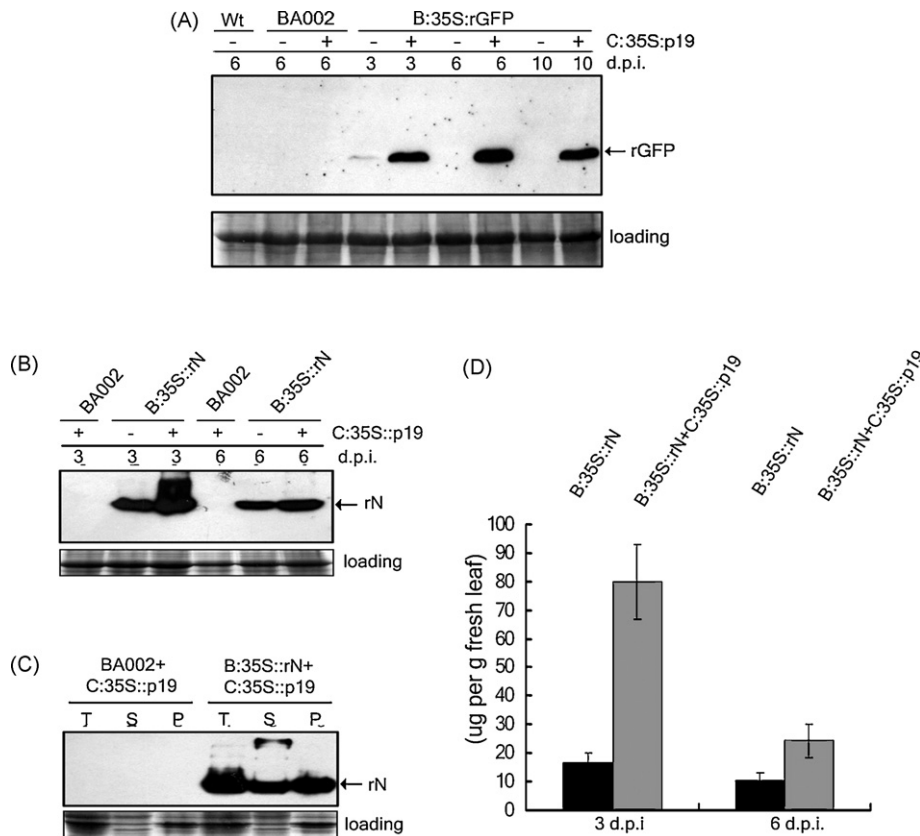 (A)
Wt BA002 B:35S:rGFP
- - + - + - + - + C:35S:p19
6 6 6 3 3 6 6 10 10 d.p.i.
rGFP
loading
(B)
BA002 B:35S::rN BA002 B:35S::rN
+ - + + - + C:35S::p19
3 3 3 6 6 6 d.p.i.
rN
loading
(C)
BA002+ B:35S::rN+
C:35S::p19 C:35S::p19
T S P T S P
rN
loading
(D)
B:35S::rN B:35S::rN+C:35S::p19 B:35S::rN B:35S::rN+C:35S::p19
(ug per g fresh leaf)
100
90
80
70
60
50
40
30
20
10
0
3 d.p.i 6 d.p.i.